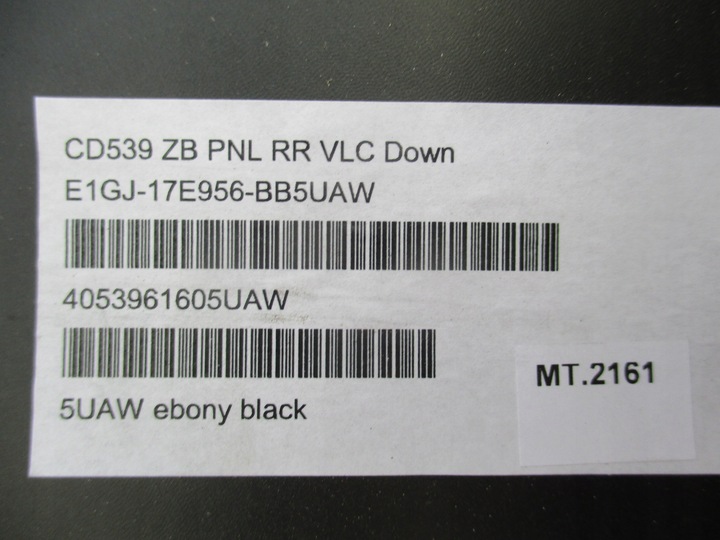 CD539 ZB PNL RR VLC Down
E1GJ-17E956-BB5UAW
4053961605UAW
MT.2161
5UAW ebony black